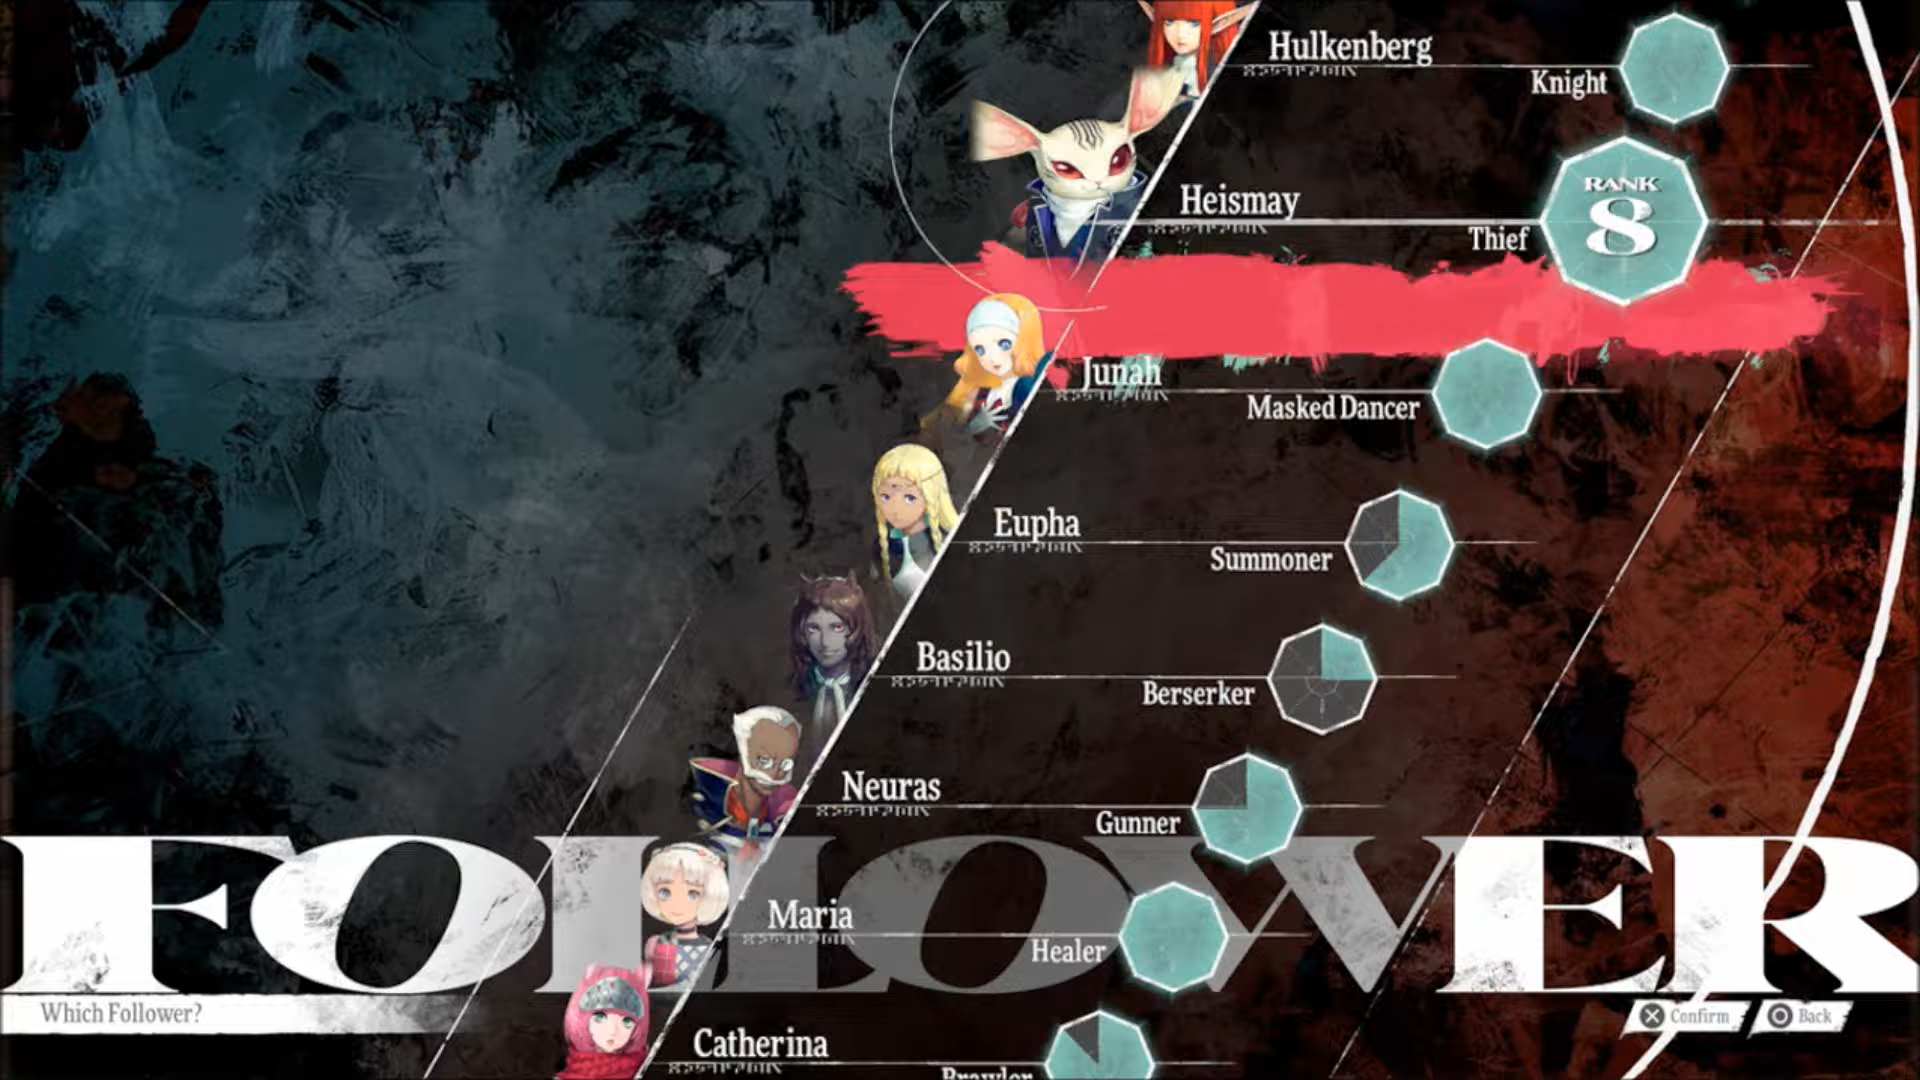 Hulkenberg
Knight
RANK
8
Heismay
Thief
Junah
Masked Dancer
Eupha
Summoner
Basilio
Berserker
Neuras
Gunner
Maria
Healer
Catherina
Brawler
FOLLOWER
Which Follower?
Confirm
Back